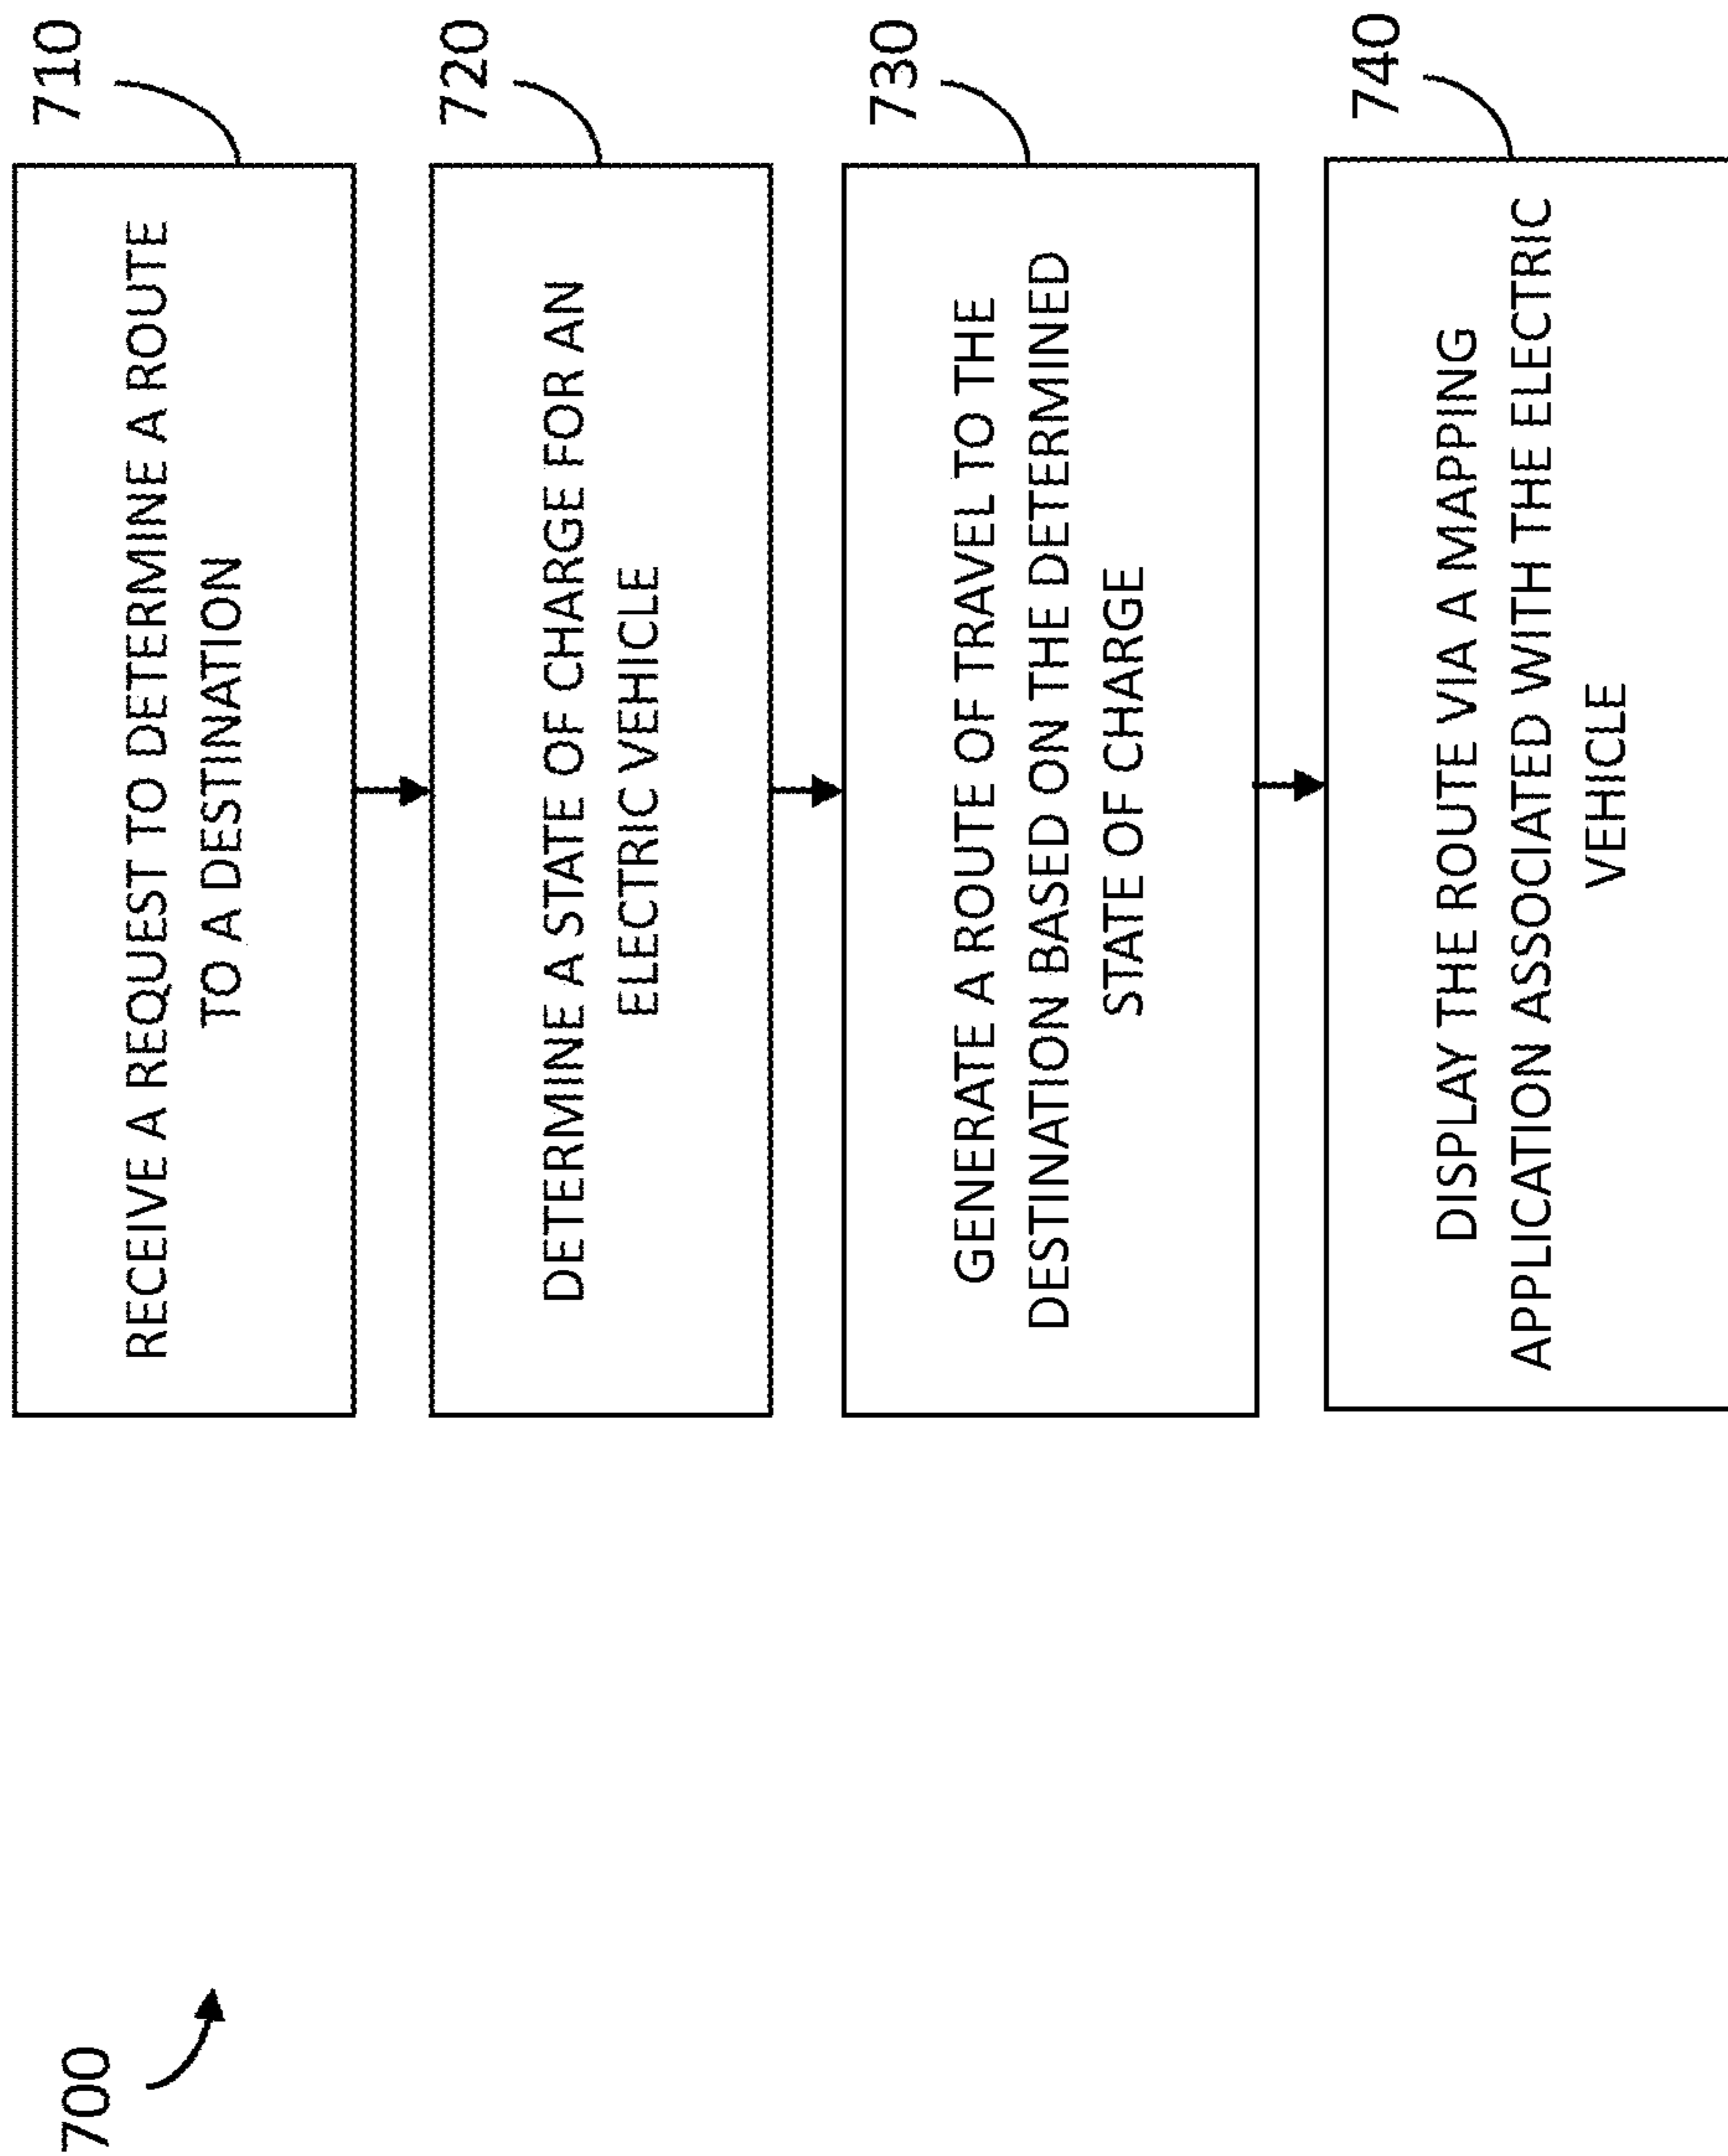 700
710
RECEIVE A REQUEST TO DETERMINE A ROUTE
TO A DESTINATION
720
DETERMINE A STATE OF CHARGE FOR AN
ELECTRIC VEHICLE
730
GENERATE A ROUTE OF TRAVEL TO THE
DESTINATION BASED ON THE DETERMINED
STATE OF CHARGE
740
DISPLAY THE ROUTE VIA A MAPPING
APPLICATION ASSOCIATED WITH THE ELECTRIC
VEHICLE